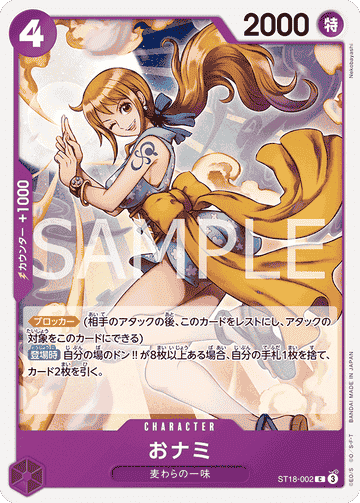 4
2000
特
Nekobayashi
カウンター +1000
SAMPLE
ブロッカー (相手のアタックの後、このカードをレストにし、アタックの
対象をこのカードにできる)
登場時 自分の場のドン!!が8枚以上ある場合、自分の手札1枚を捨て、
カード2枚を引く。
CHARACTER
おナミ
麦わらの一味
ST18-002 C 3
©E.O/S ©O.・S・F・T BANDAI MADE IN JAPAN